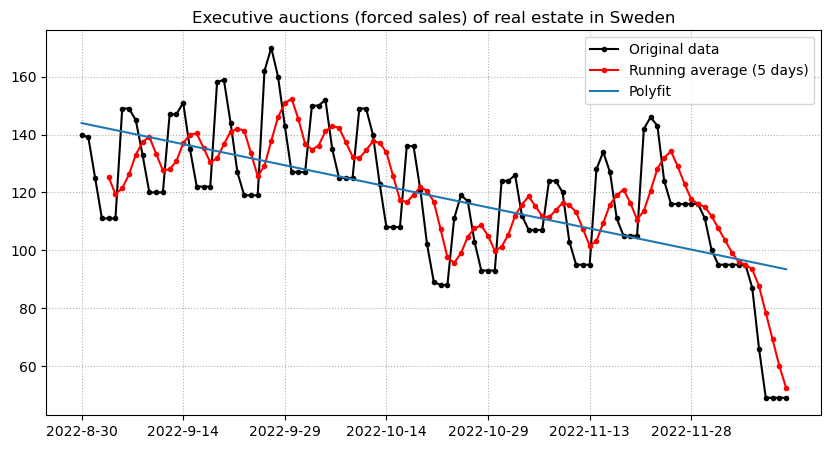 Executive auctions (forced sales) of real estate in Sweden
Original data
Running average (5 days)
Polyfit
160
140
120
100
80
60
2022-8-30 2022-9-14 2022-9-29 2022-10-14 2022-10-29 2022-11-13 2022-11-28